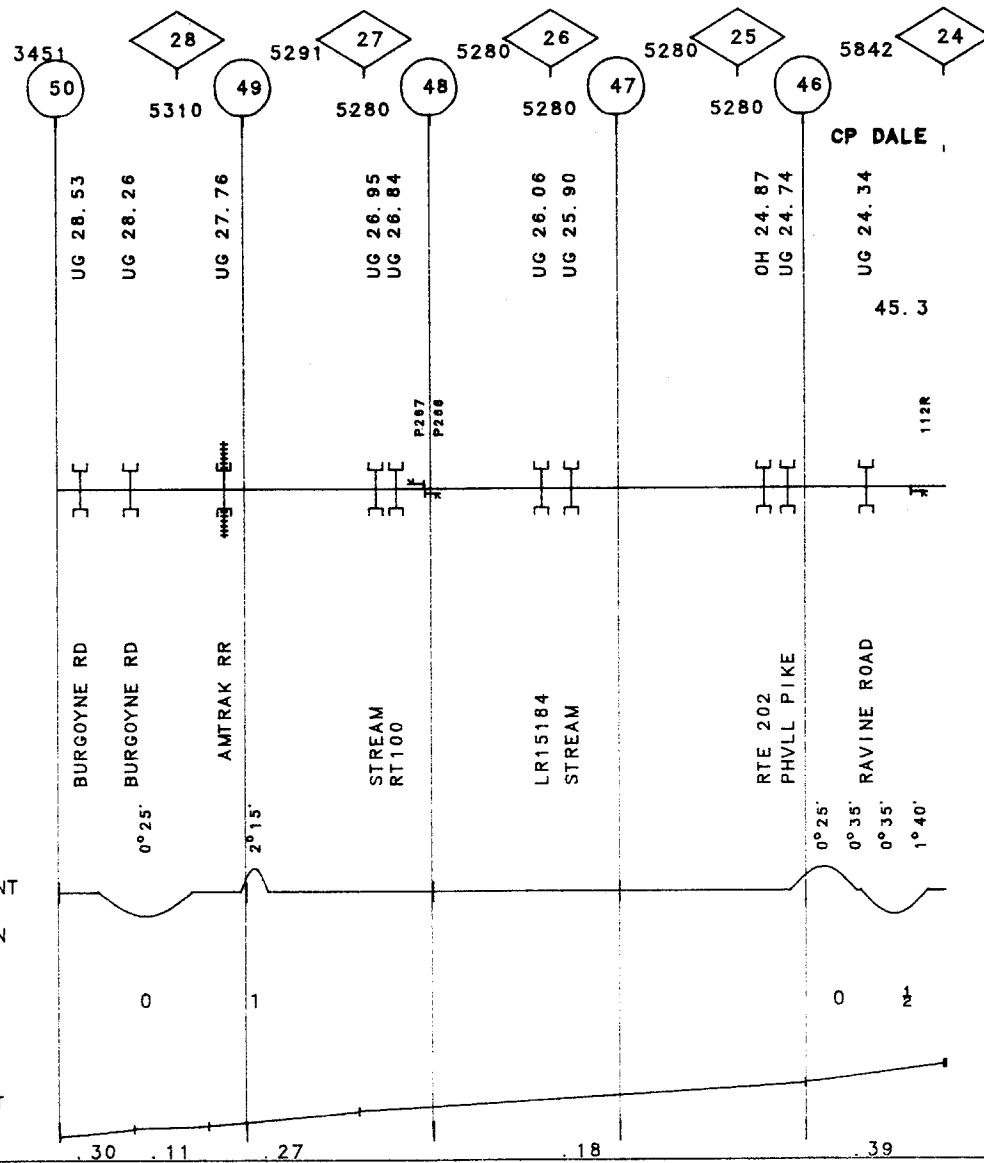 28 27 26 25 24
3451 5291 5280 5280 5842
50 49 48 47 46
5310 5280 5280 5280
CP DALE
UG 28.53
UG 28.26
UG 27.76
UG 26.95
UG 26.84
UG 26.06
UG 25.90
OH 24.87
UG 24.74
UG 24.34
45.3
P267
P268
112R
BURGOYNE RD
BURGOYNE RD
AMTRAK RR
STREAM
RT100
LR15184
STREAM
RTE 202
PHVLL PIKE
RAVINE ROAD
0°25'
2°15'
0°25'
0°35'
0°35'
1°40'
NT
N
0 1 0 ½
T
.30 .11 .27 .18 .39